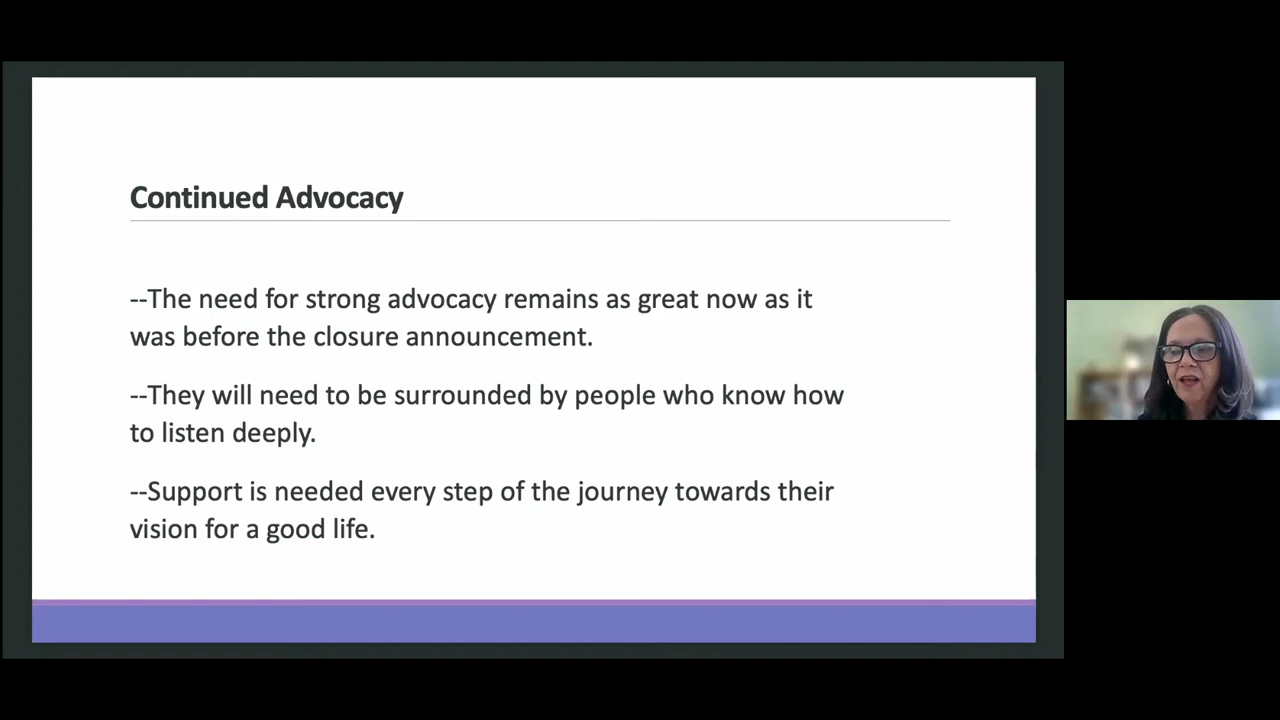 Continued Advocacy
--The need for strong advocacy remains as great now as it
was before the closure announcement.
--They will need to be surrounded by people who know how
to listen deeply.
--Support is needed every step of the journey towards their
vision for a good life.